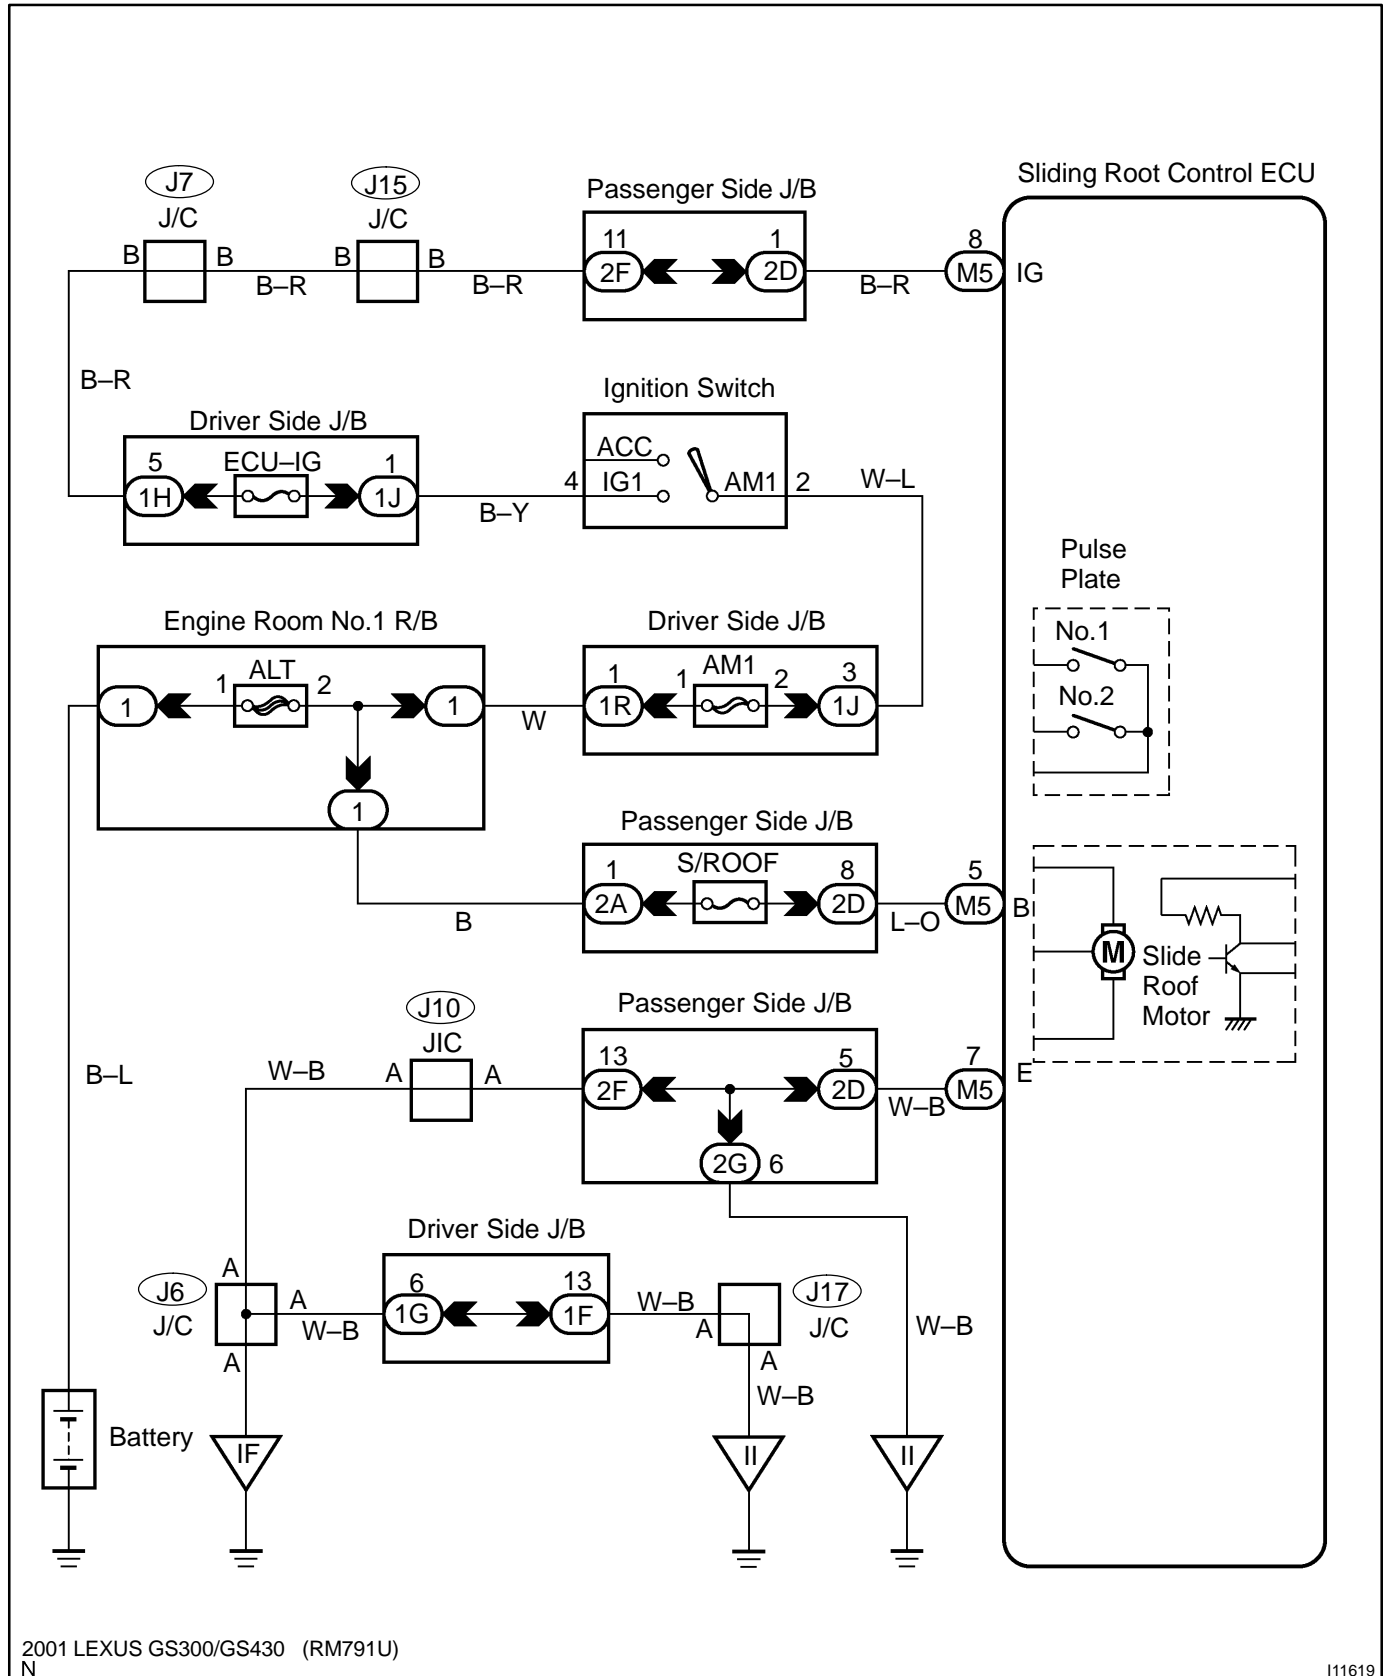 Sliding Root Control ECU
J7
J/C
J15
J/C
Passenger Side J/B
B
B
B–R
B
B
B–R
11
2F
1
2D
B–R
8
M5
IG
B–R
Driver Side J/B
5
1H
ECU–IG
1
1J
B–Y
Ignition Switch
4
ACC
IG1
AM1
2
W–L
Pulse
Plate
No.1
No.2
Engine Room No.1 R/B
1
1
ALT
2
1
1
W
Driver Side J/B
1
1R
1
AM1
2
3
1J
Passenger Side J/B
B
1
2A
S/ROOF
8
2D
L–O
5
M5
B
M
Slide
Roof
Motor
B–L
J10
JIC
W–B
A
A
Passenger Side J/B
13
2F
5
2D
2G
6
W–B
7
M5
E
Driver Side J/B
J6
J/C
A
A
A
W–B
6
1G
13
1F
W–B
A
J17
J/C
A
W–B
W–B
Battery
IF
II
II
2001 LEXUS GS300/GS430 (RM791U)
N
I11619